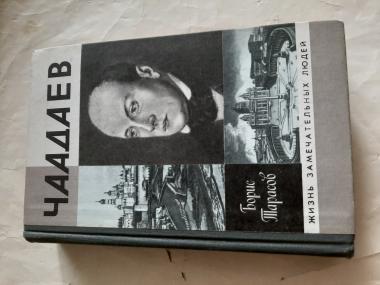 ЧААДАЕВ
Борис
Тарасов
ЖИЗНЬ ЗАМЕЧАТЕЛЬНЫХ ЛЮДЕЙ